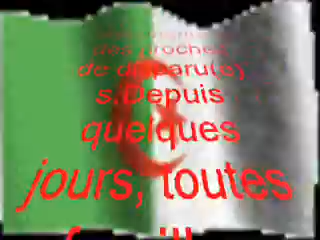 des proches
de disparu(e)
s.Depuis
quelques
jours, toutes